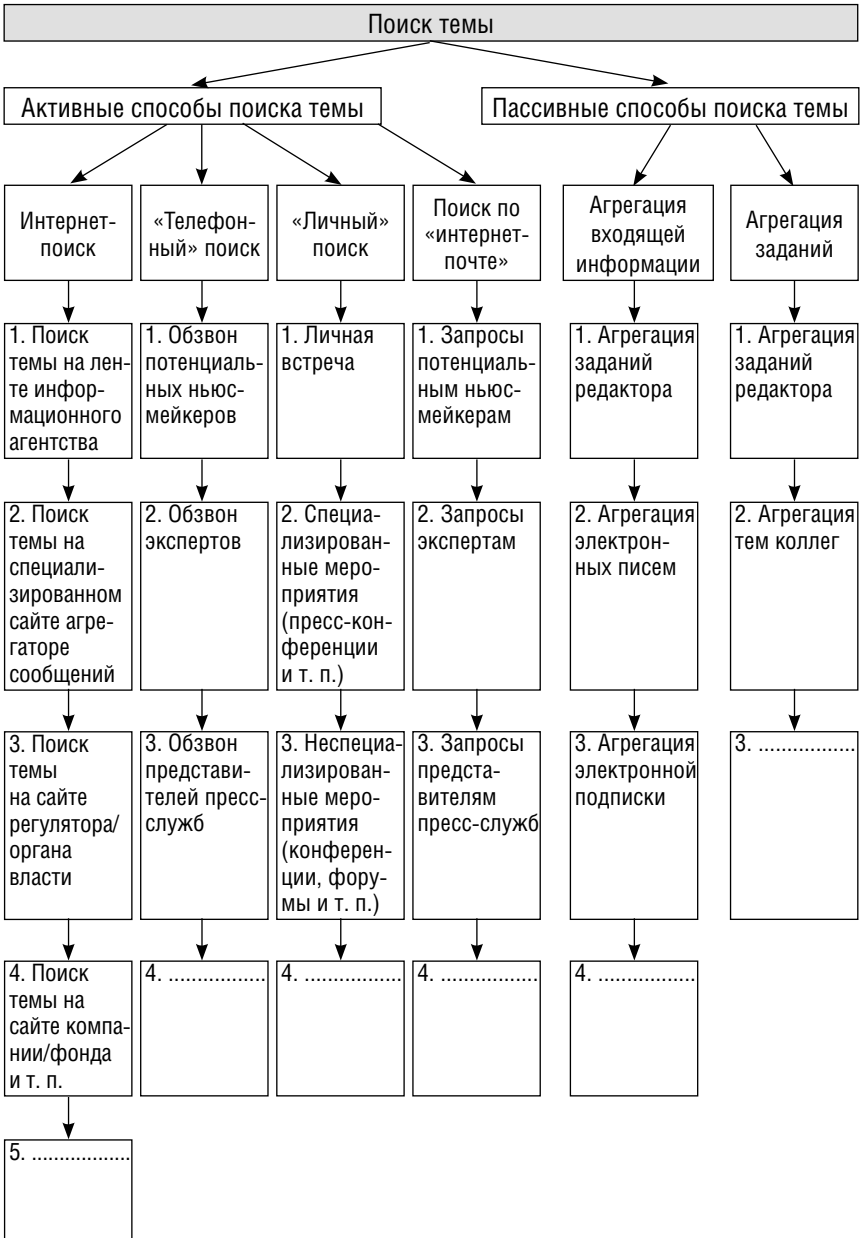 Поиск темы
Активные способы поиска темы
Пассивные способы поиска темы
Интернет-
поиск
«Телефон-
ный» поиск
«Личный»
поиск
Поиск по
«интернет-
почте»
Агрегация
входящей
информации
Агрегация
заданий
1. Поиск
темы на лен-
те инфор-
мационного
агентства
1. Обзвон
потенциаль-
ных ньюс-
мейкеров
1. Личная
встреча
1. Запросы
потенциаль-
ным ньюс-
мейкерам
1. Агрегация
заданий
редактора
1. Агрегация
заданий
редактора
2. Поиск
темы на
специали-
зированном
сайте агре-
гаторе
сообщений
2. Обзвон
экспертов
2. Специа-
лизирован-
ные меро-
приятия
(пресс-кон-
ференции
и т. п.)
2. Запросы
экспертам
2. Агрегация
электрон-
ных писем
2. Агрегация
тем коллег
3. Поиск
темы
на сайте
регулятора/
органа
власти
3. Обзвон
представи-
телей пресс-
служб
3. Неспециа-
лизирован-
ные меро-
приятия
(конферен-
ции, фору-
мы и т. п.)
3. Запросы
предста-
вителям
пресс-служб
3. Агрегация
электронной
подписки
3. ..................
4. Поиск
темы на
сайте компа-
нии/фонда
и т. п.
4. ..................
4. ..................
4. ..................
4. ..................
5. ..................